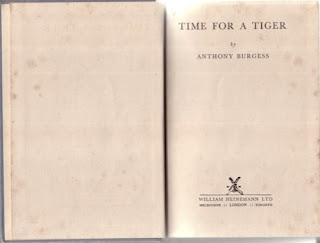 TIME FOR A TIGER
by
ANTHONY BURGESS
WILLIAM HEINEMANN LTD
MELBOURNE :: LONDON :: TORONTO